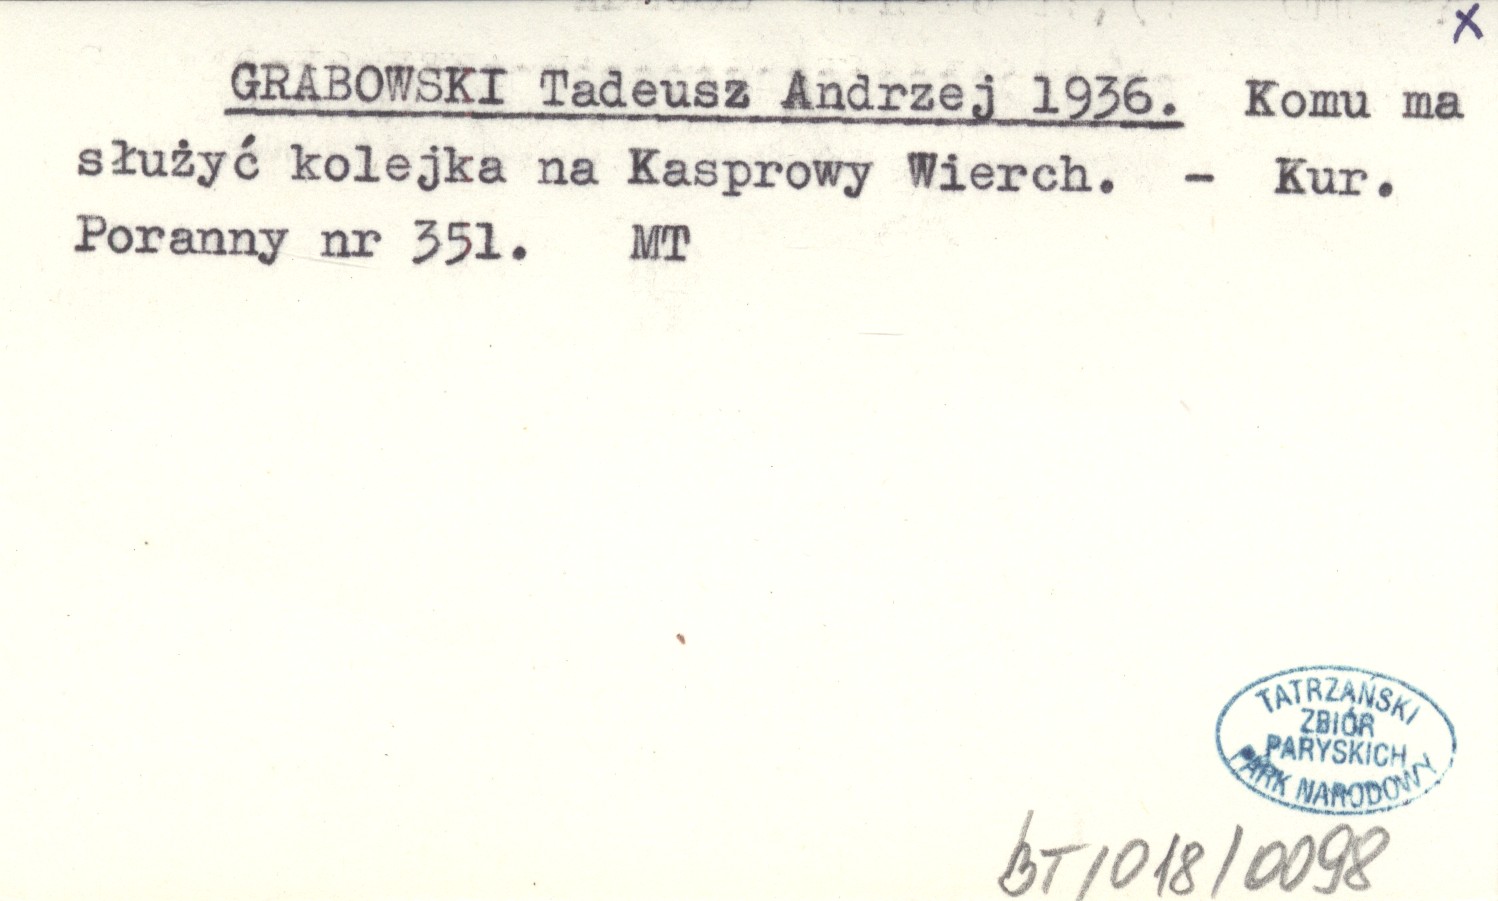 x
GRABOWSKI Tadeusz Andrzej 1936. Komu ma
służyć kolejka na Kasprowy Wierch. - Kur.
Poranny nr 351. MT
TATRZAŃSKI
ZBIÓR
PARYSKICH
PARK NARODOWY
BT/018/0098